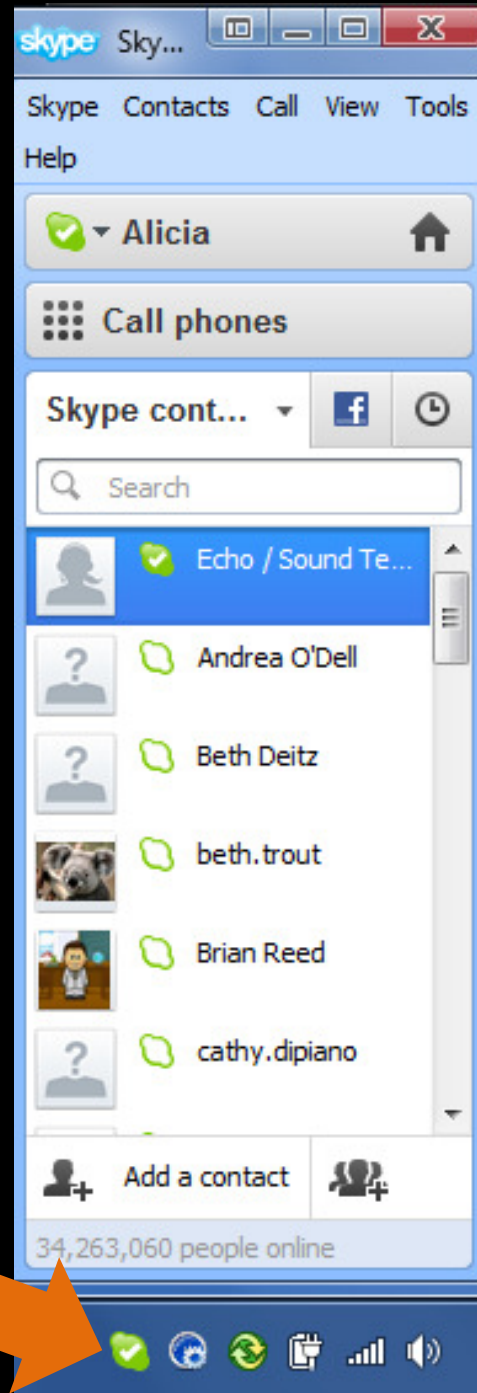 skype Sky...
Skype Contacts Call View Tools
Help
Alicia
Call phones
Skype cont...
f
Search
Echo / Sound Te...
Andrea O'Dell
? Beth Deitz
beth.trout
Brian Reed
cathy.dipiano
Add a contact
34,263,060 people online